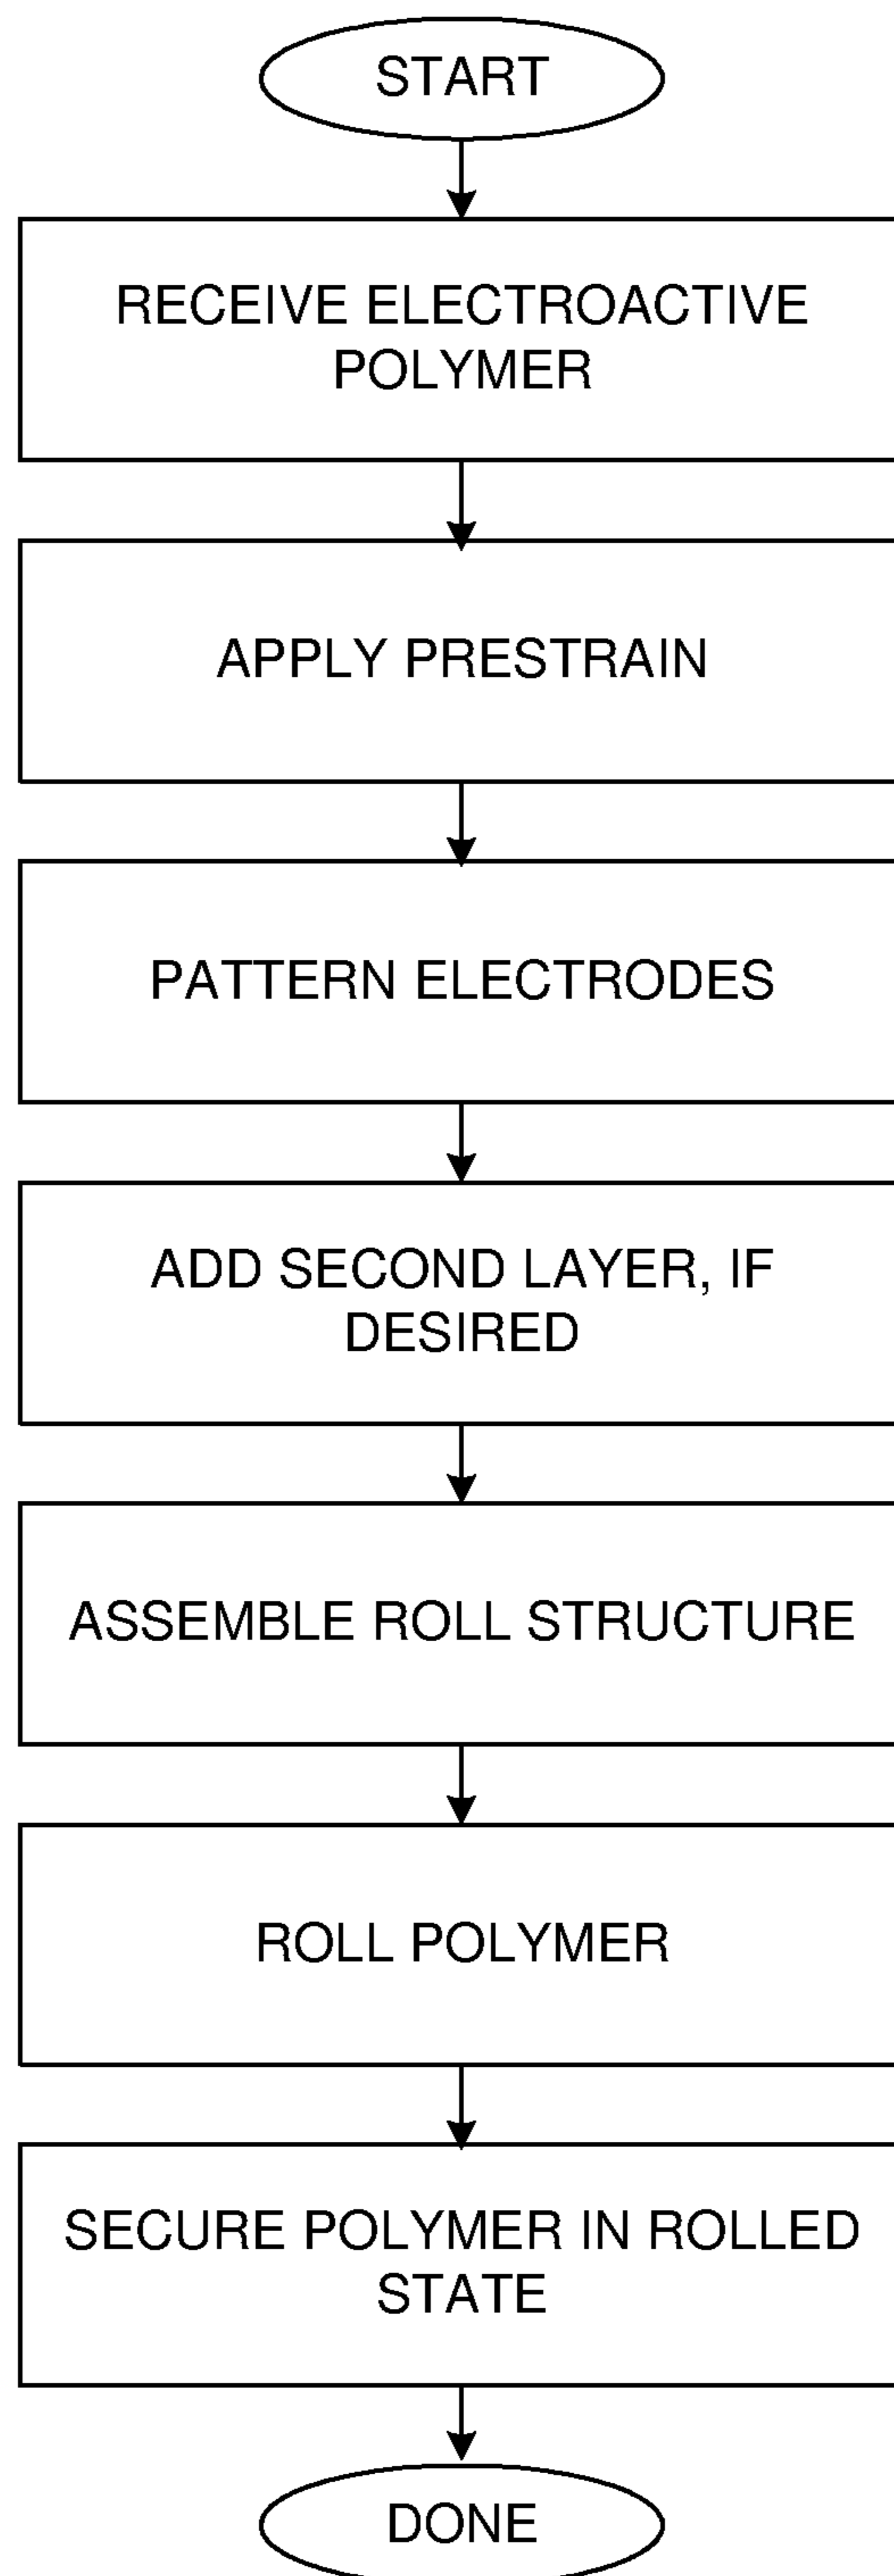 START
RECEIVE ELECTROACTIVE
POLYMER
APPLY PRESTRAIN
PATTERN ELECTRODES
ADD SECOND LAYER, IF
DESIRED
ASSEMBLE ROLL STRUCTURE
ROLL POLYMER
SECURE POLYMER IN ROLLED
STATE
DONE